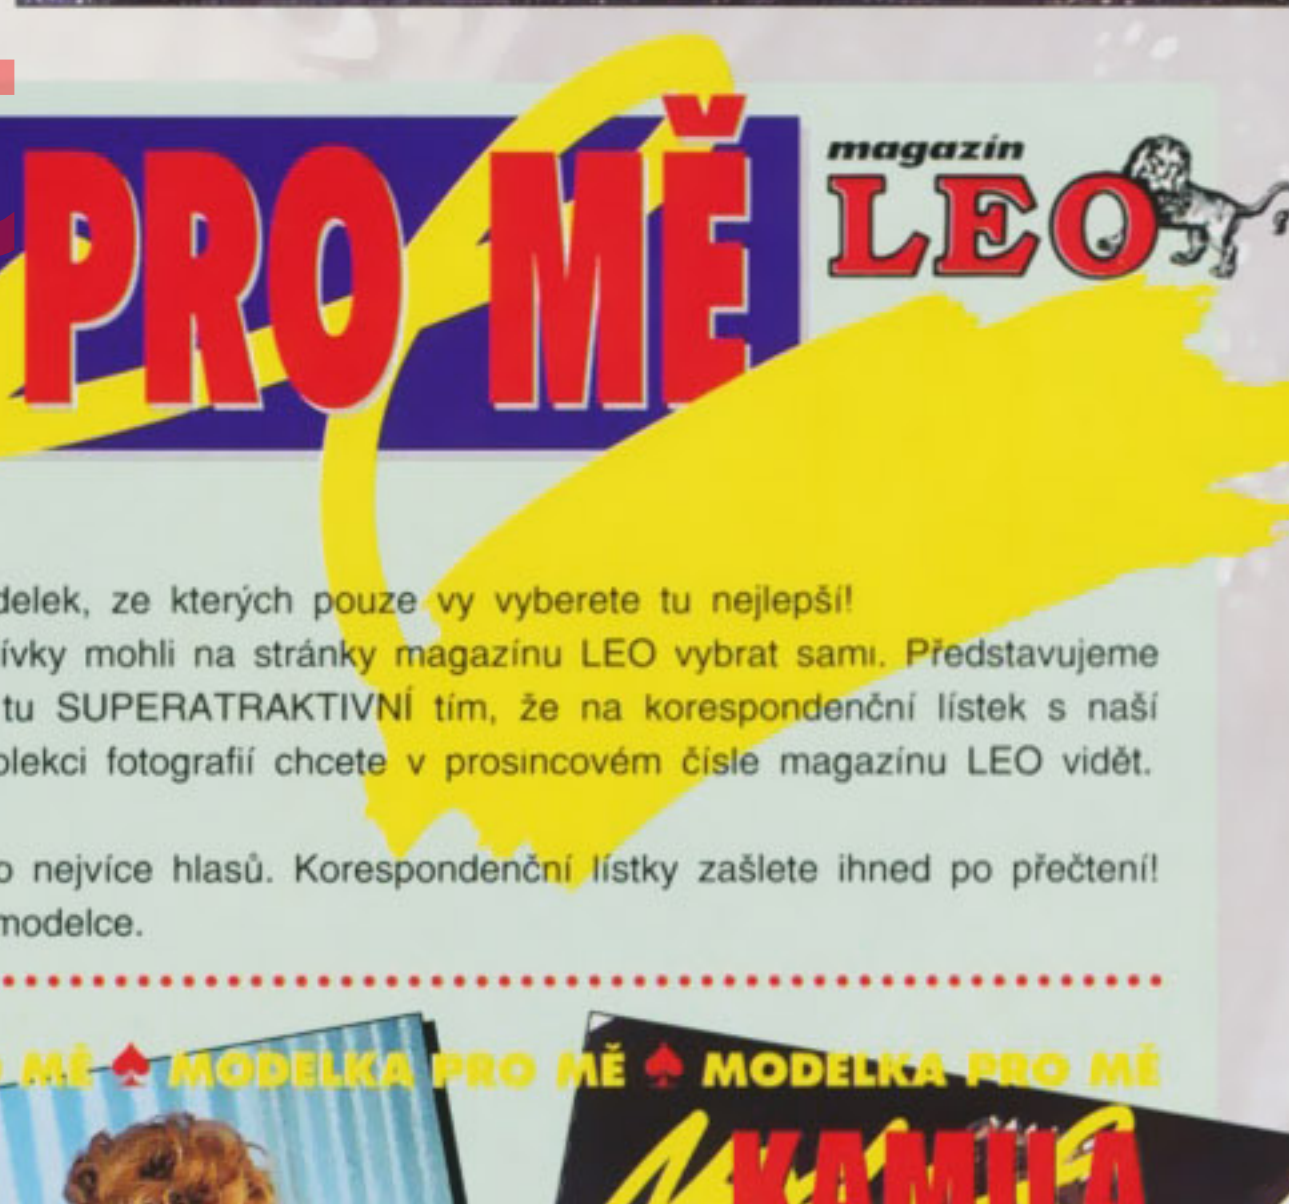 PRO MĚ
magazín
LEO
delek, ze kterých pouze vy vyberete tu nejlepší!
ívky mohli na stránky magazínu LEO vybrat sami. Představujeme
tu SUPERATRAKTIVNÍ tím, že na korespondenční lístek s naší
olekci fotografií chcete v prosincovém čísle magazínu LEO vidět.
o nejvíce hlasů. Korespondenční lístky zašlete ihned po přečtení!
modelce.
O MĚ ♠ MODELKA PRO MĚ ♠ MODELKA PRO MĚ
KAMILA